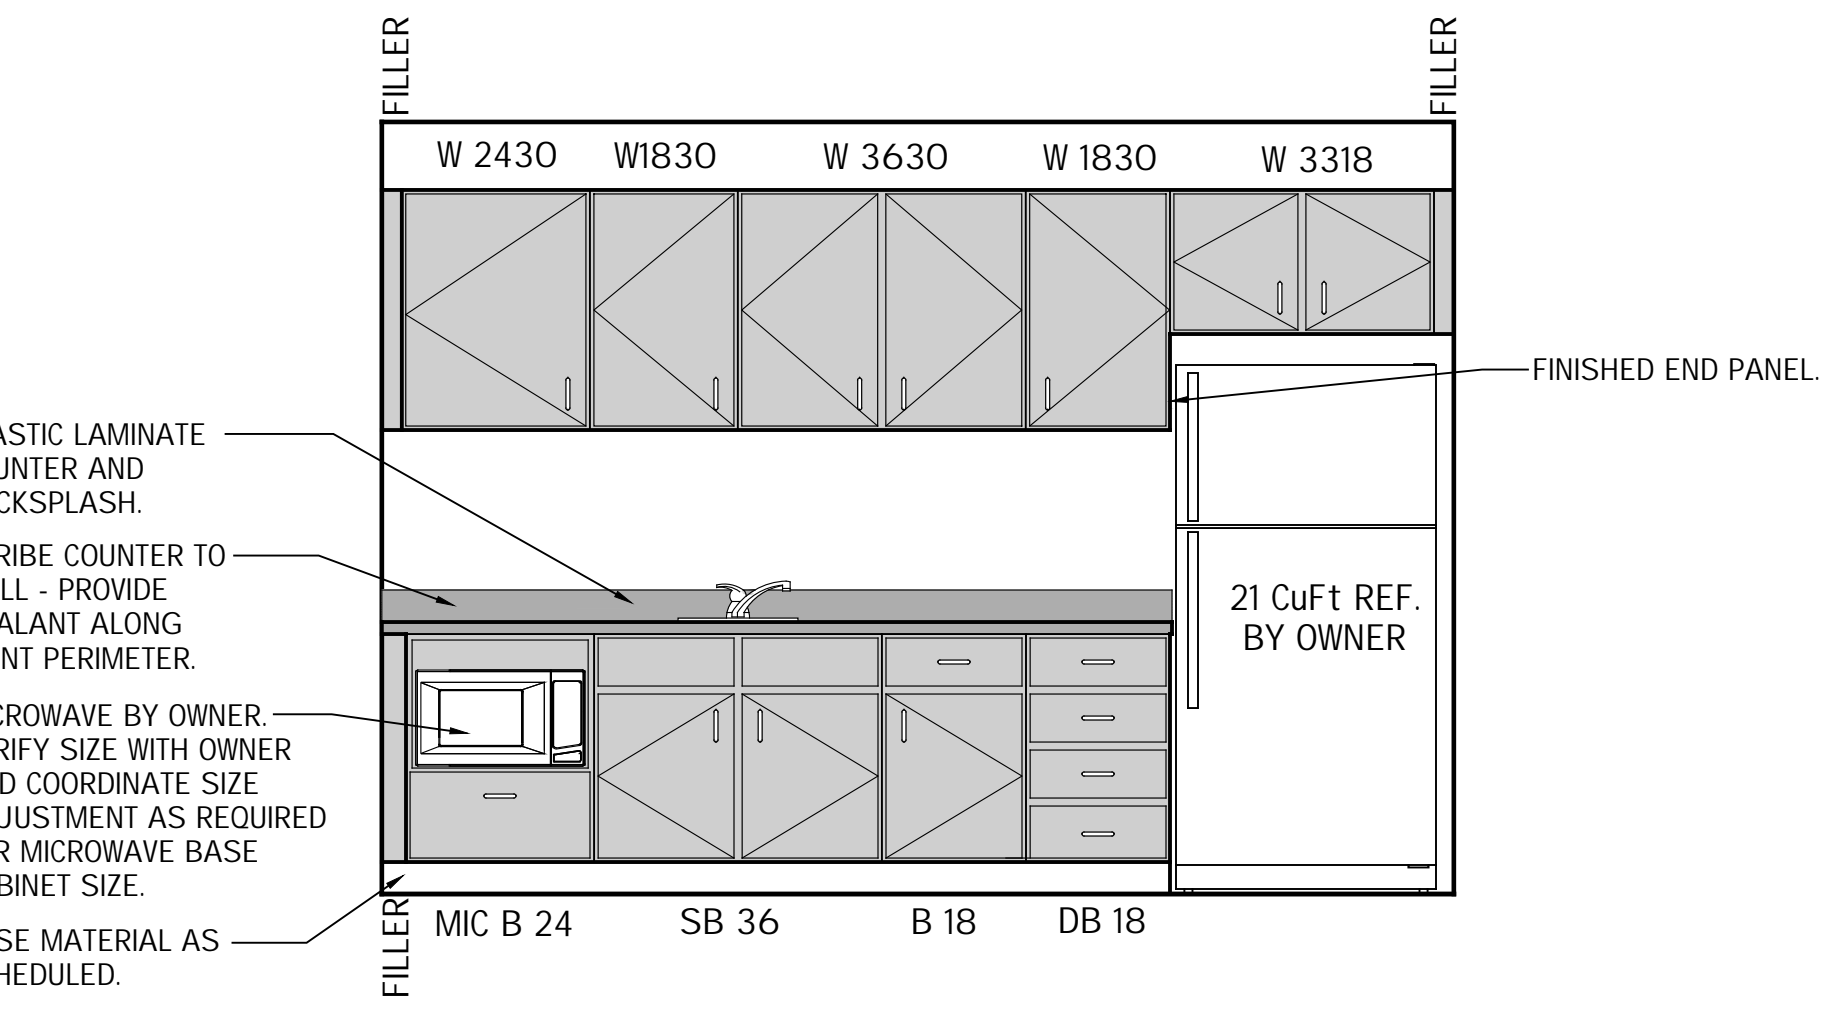 FILLER
FILLER
W 2430
W1830
W 3630
W 1830
W 3318
FINISHED END PANEL.
ASTIC LAMINATE
UNTER AND
CKSPLASH.
RIBE COUNTER TO
LL - PROVIDE
ALANT ALONG
NT PERIMETER.
CROWAVE BY OWNER.
RIFY SIZE WITH OWNER
D COORDINATE SIZE
JUSTMENT AS REQUIRED
R MICROWAVE BASE
BINET SIZE.
SE MATERIAL AS
HEDULED.
21 CuFt REF.
BY OWNER
FILLER
MIC B 24
SB 36
B 18
DB 18